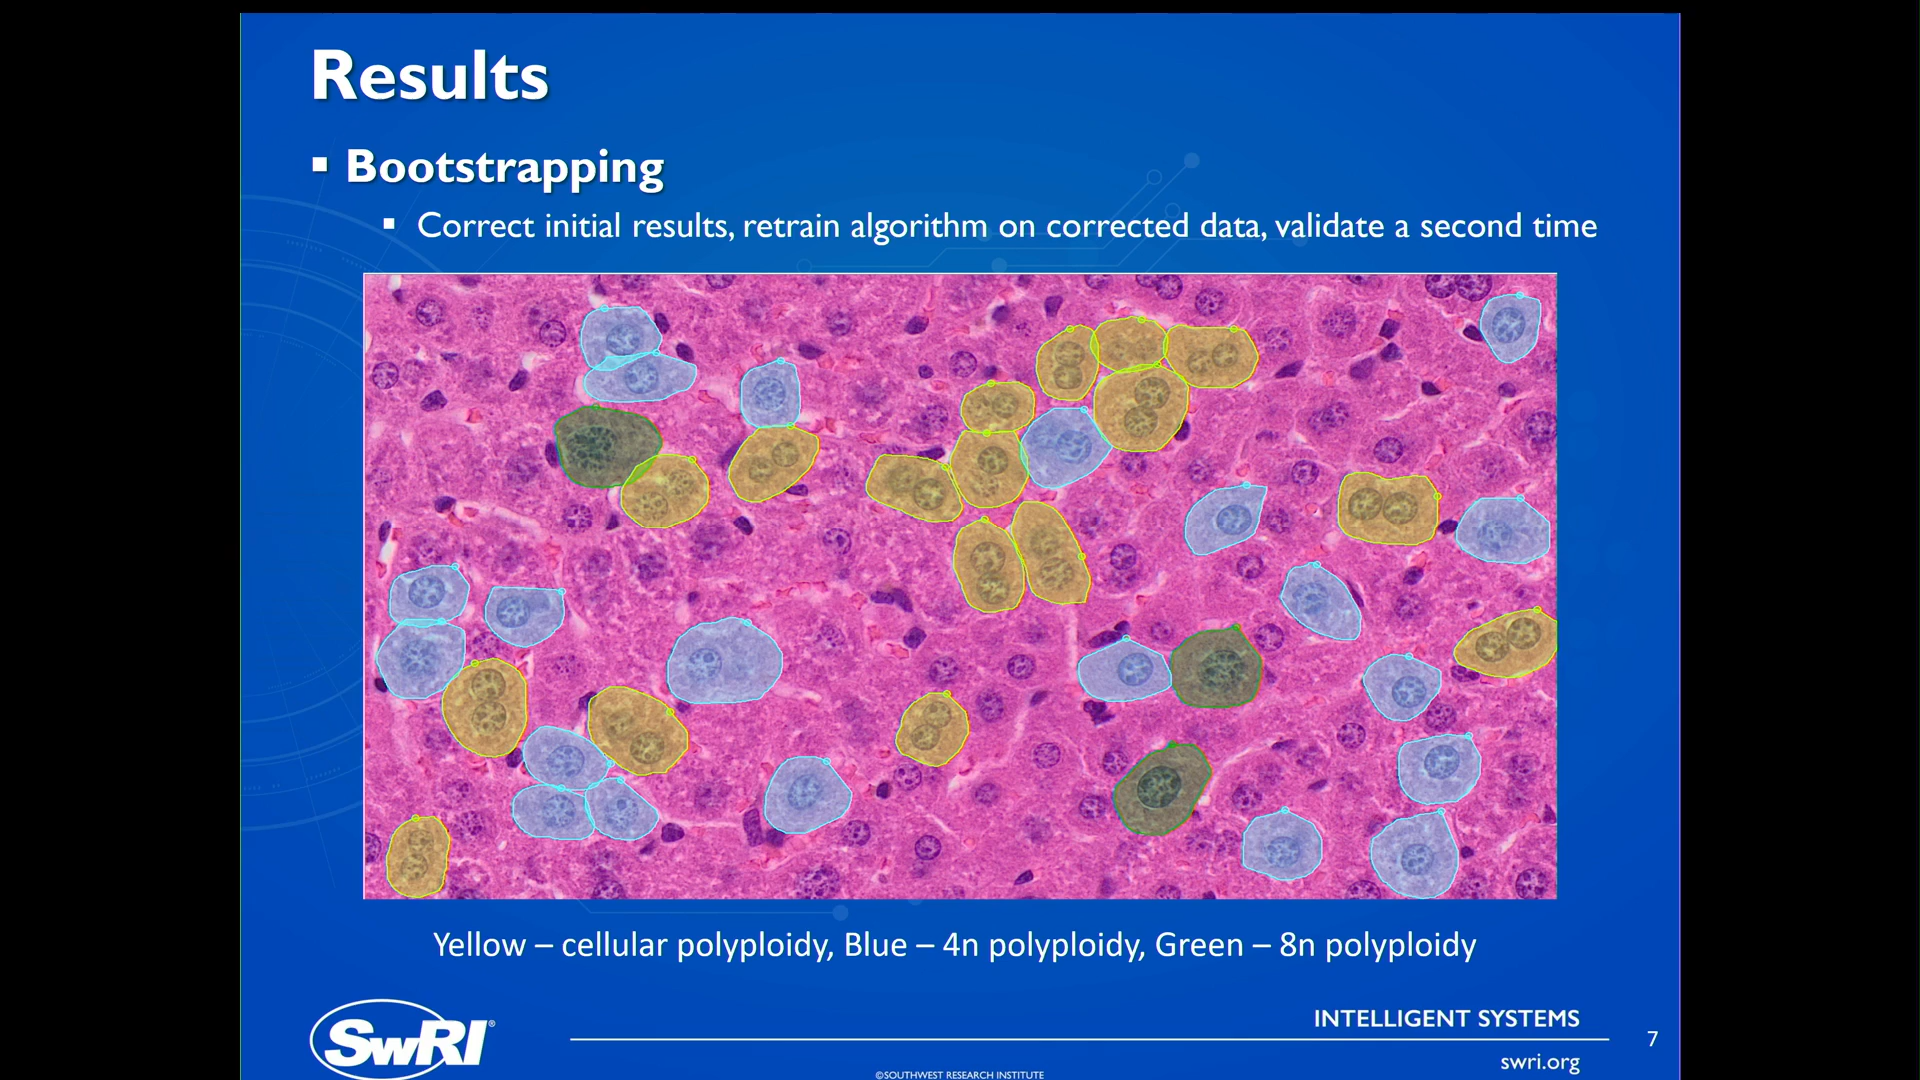 Results
▪ Bootstrapping
▪ Correct initial results, retrain algorithm on corrected data, validate a second time
Yellow – cellular polyploidy, Blue – 4n polyploidy, Green – 8n polyploidy
SwRI®
INTELLIGENT SYSTEMS
7
swri.org
©SOUTHWEST RESEARCH INSTITUTE